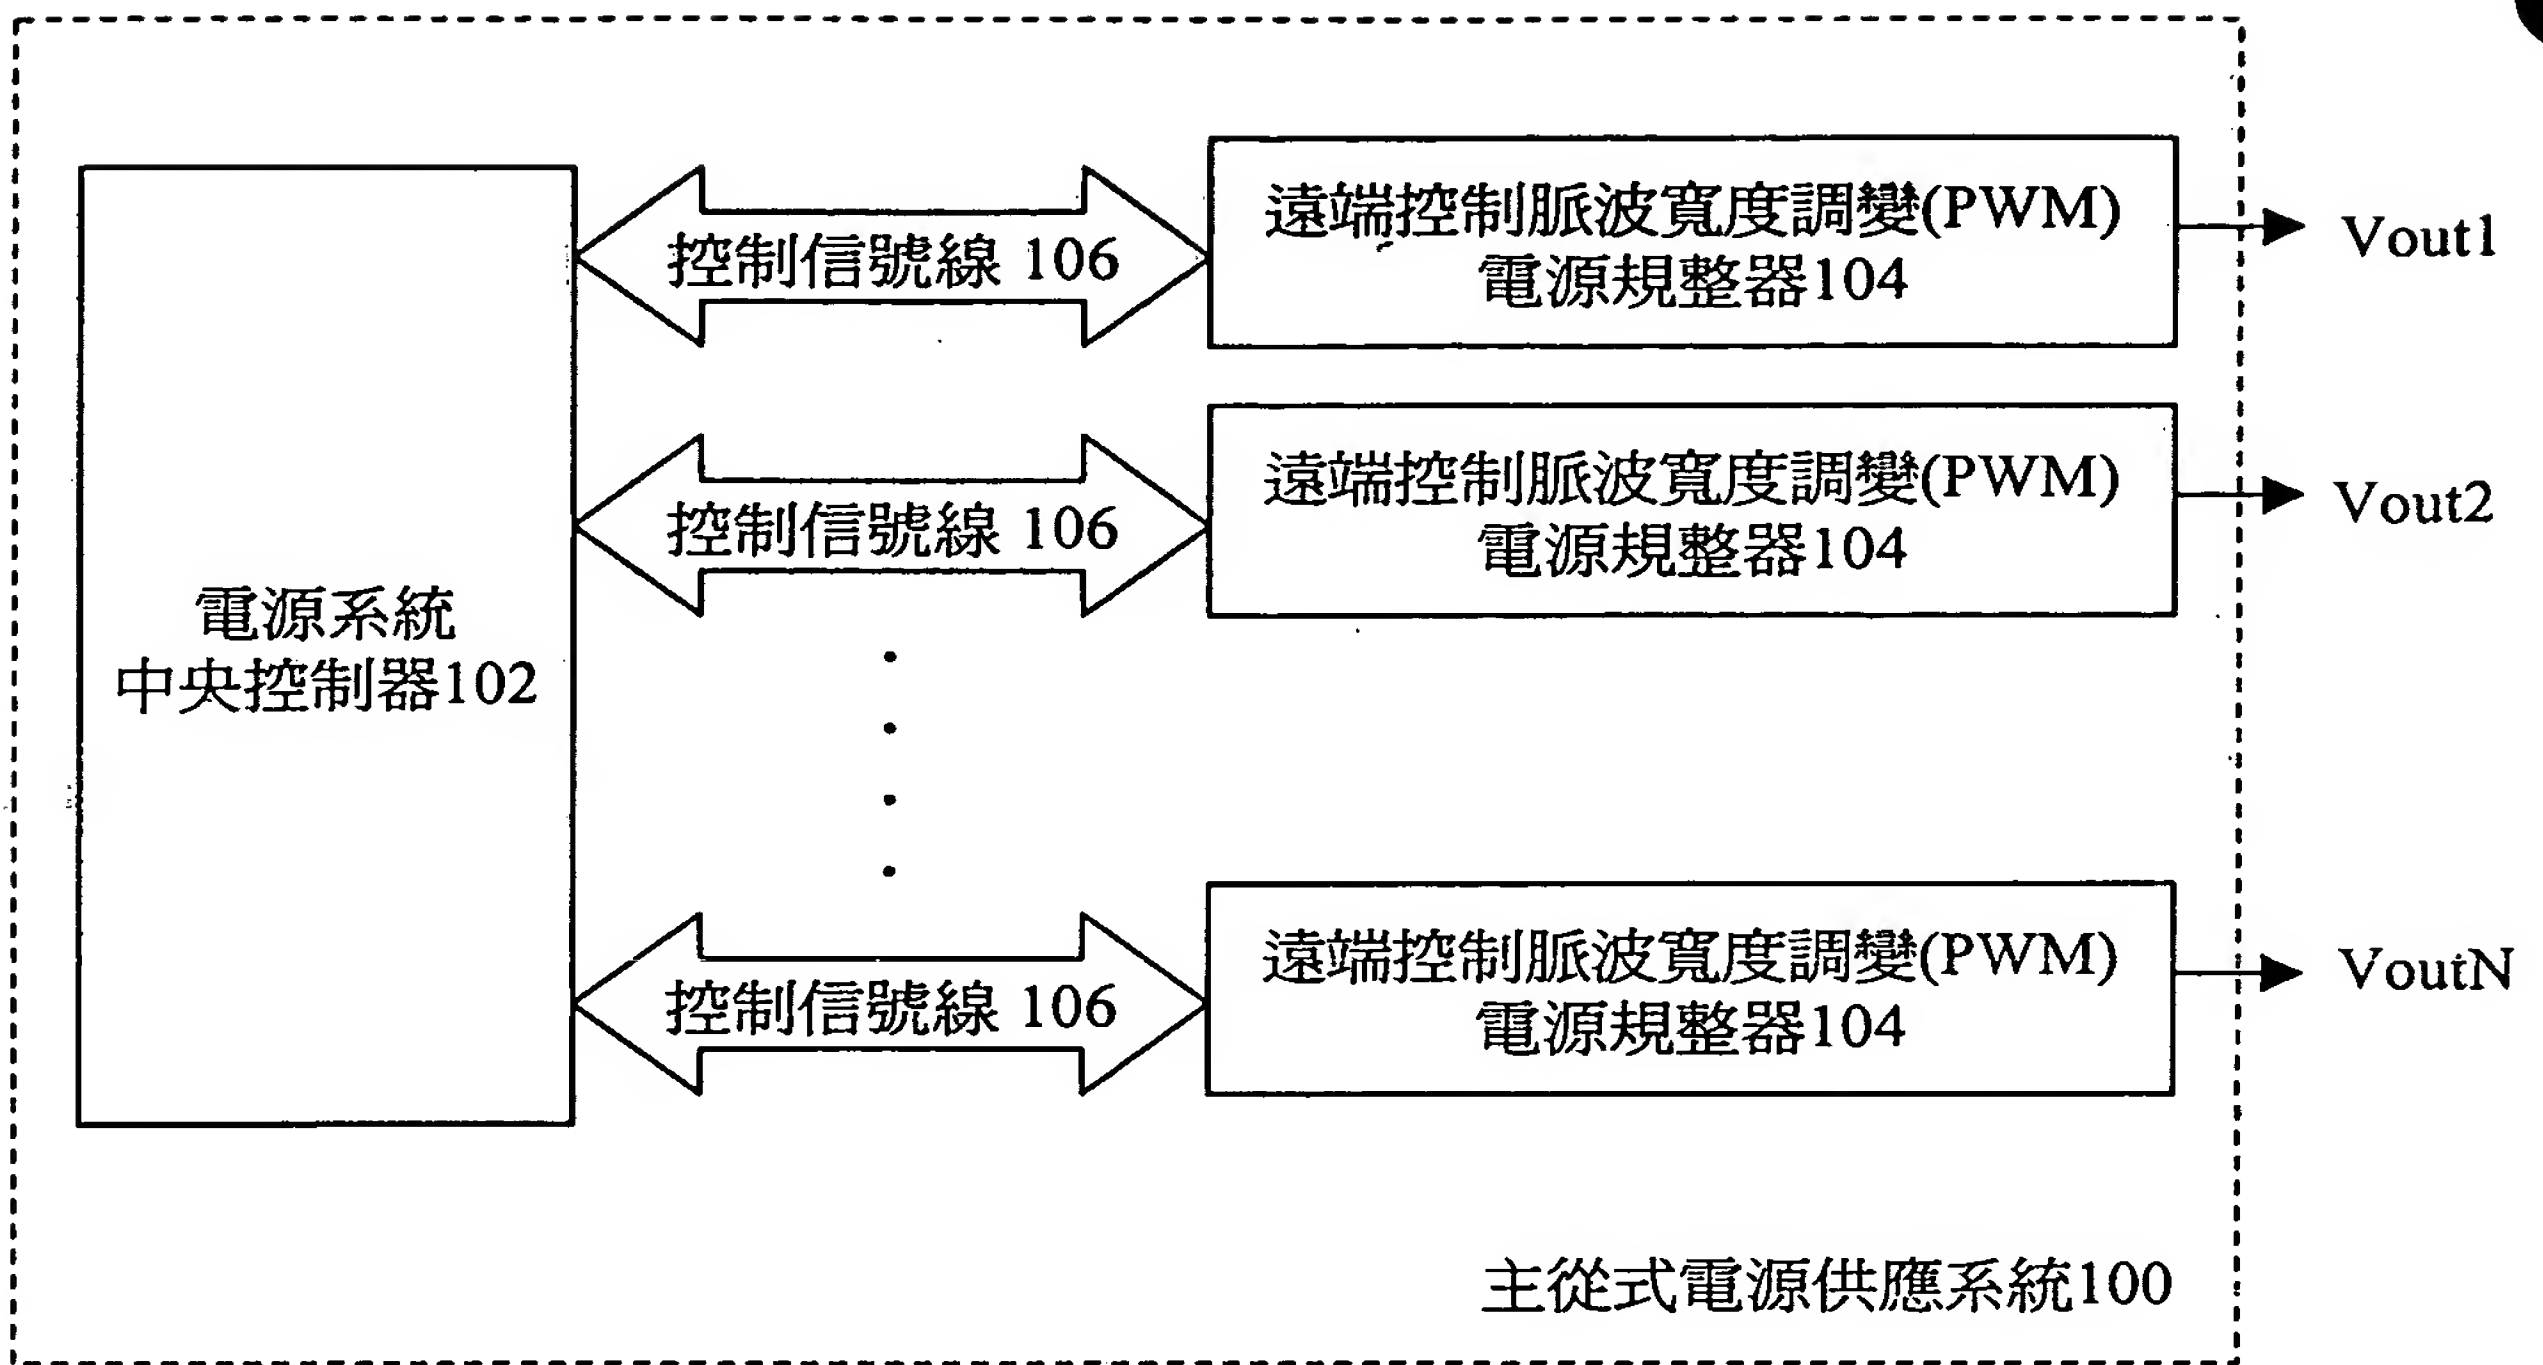 遠端控制脈波寬度調變(PWM)
電源規整器104
控制信號線 106
Vout1
遠端控制脈波寬度調變(PWM)
電源規整器104
控制信號線 106
Vout2
電源系統
中央控制器102
遠端控制脈波寬度調變(PWM)
電源規整器104
控制信號線 106
VoutN
主從式電源供應系統100